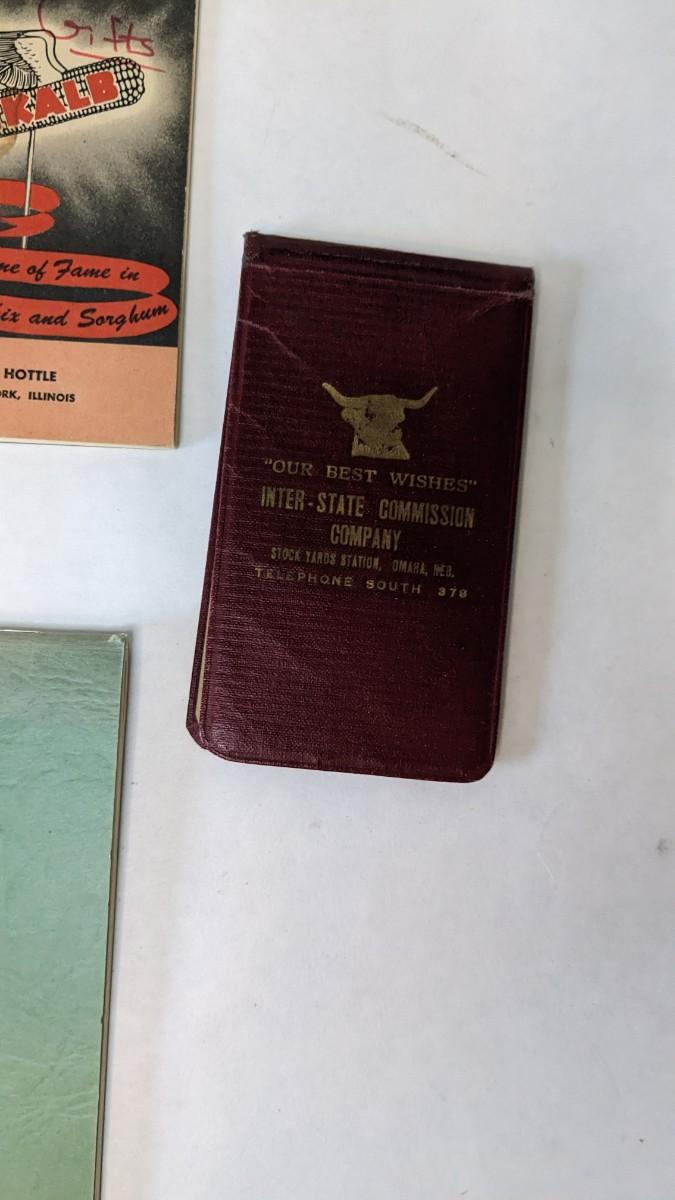 Gifts
KALB
me of Fame in
ix and Sorghum
HOTTLE
RK, ILLINOIS
"OUR BEST WISHES"
INTER-STATE COMMISSION
COMPANY
STOCK YARDS STATION, OMAHA, NEB.
TELEPHONE SOUTH 378